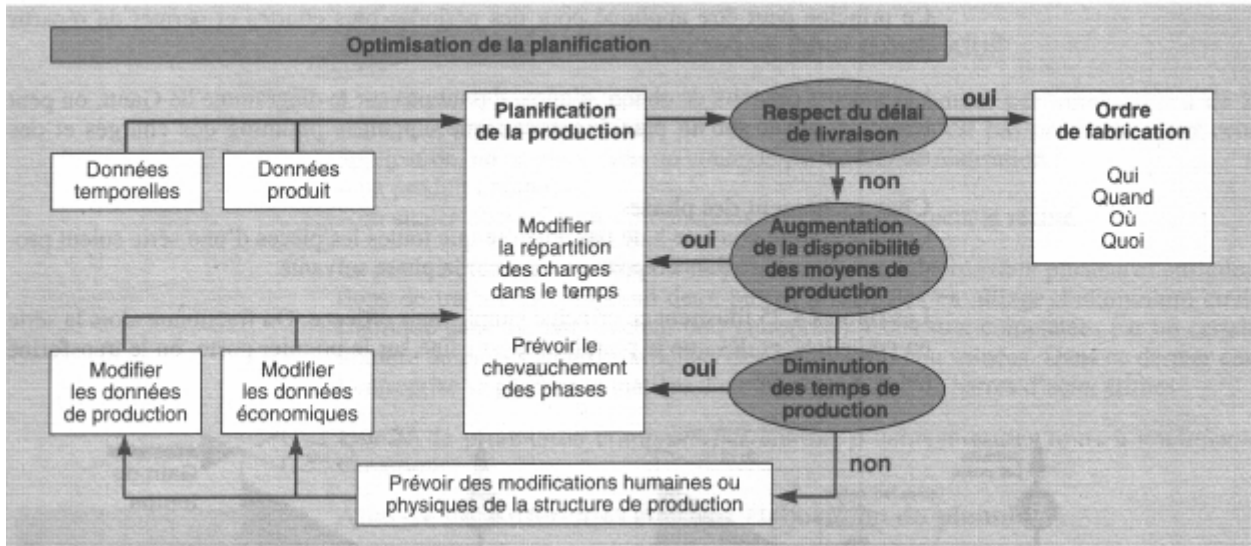 Optimisation de la planification
Données
temporelles
Données
produit
Planification
de la production
Modifier
la répartition
des charges
dans le temps
Prévoir le
chevauchement
des phases
Respect du délai
de livraison
oui
Ordre
de fabrication
Qui
Quand
Où
Quoi
non
Augmentation
de la disponibilité
des moyens de
production
oui
Diminution
des temps de
production
oui
non
Modifier
les données
de production
Modifier
les données
économiques
Prévoir des modifications humaines ou
physiques de la structure de production